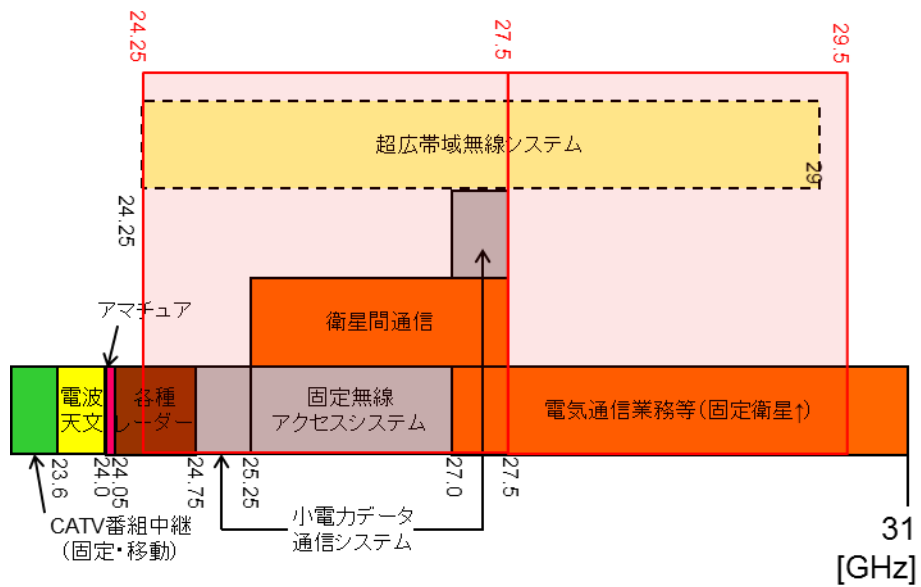 24.25
27.5
29.5
超広帯域無線システム
29
24.25
アマチュア
衛星間通信
電波
天文
各種
レーダー
固定無線
アクセスシステム
電気通信業務等(固定衛星↑)
23.6
24.0
24.05
24.75
25.25
27.0
27.5
CATV番組中継
(固定・移動)
小電力データ
通信システム
31
[GHz]